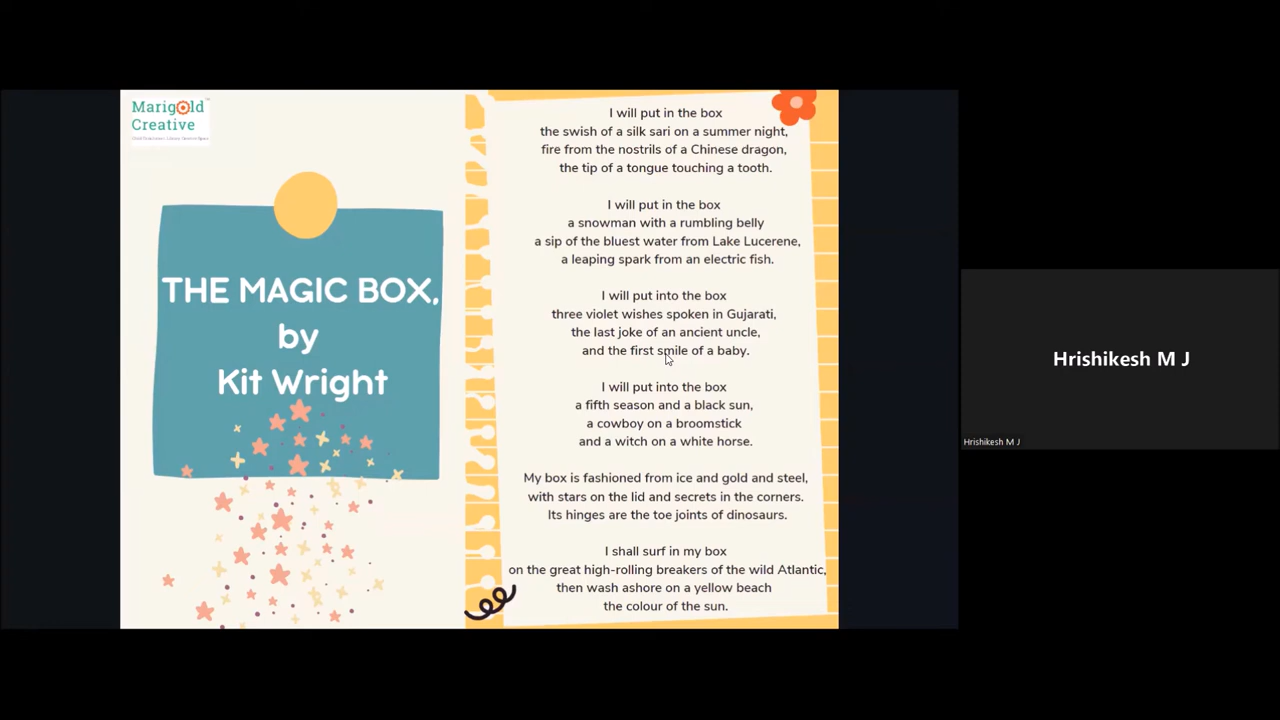 Marigold
Creative
THE MAGIC BOX,
by
Kit Wright
I will put in the box
the swish of a silk sari on a summer night,
fire from the nostrils of a Chinese dragon,
the tip of a tongue touching a tooth.
I will put in the box
a snowman with a rumbling belly
a sip of the bluest water from Lake Lucerene,
a leaping spark from an electric fish.
I will put into the box
three violet wishes spoken in Gujarati,
the last joke of an ancient uncle,
and the first smile of a baby.
I will put into the box
a fifth season and a black sun,
a cowboy on a broomstick
and a witch on a white horse.
My box is fashioned from ice and gold and steel,
with stars on the lid and secrets in the corners.
Its hinges are the toe joints of dinosaurs.
I shall surf in my box
on the great high-rolling breakers of the wild Atlantic,
then wash ashore on a yellow beach
the colour of the sun.
Hrishikesh M J
Hrishikesh M J